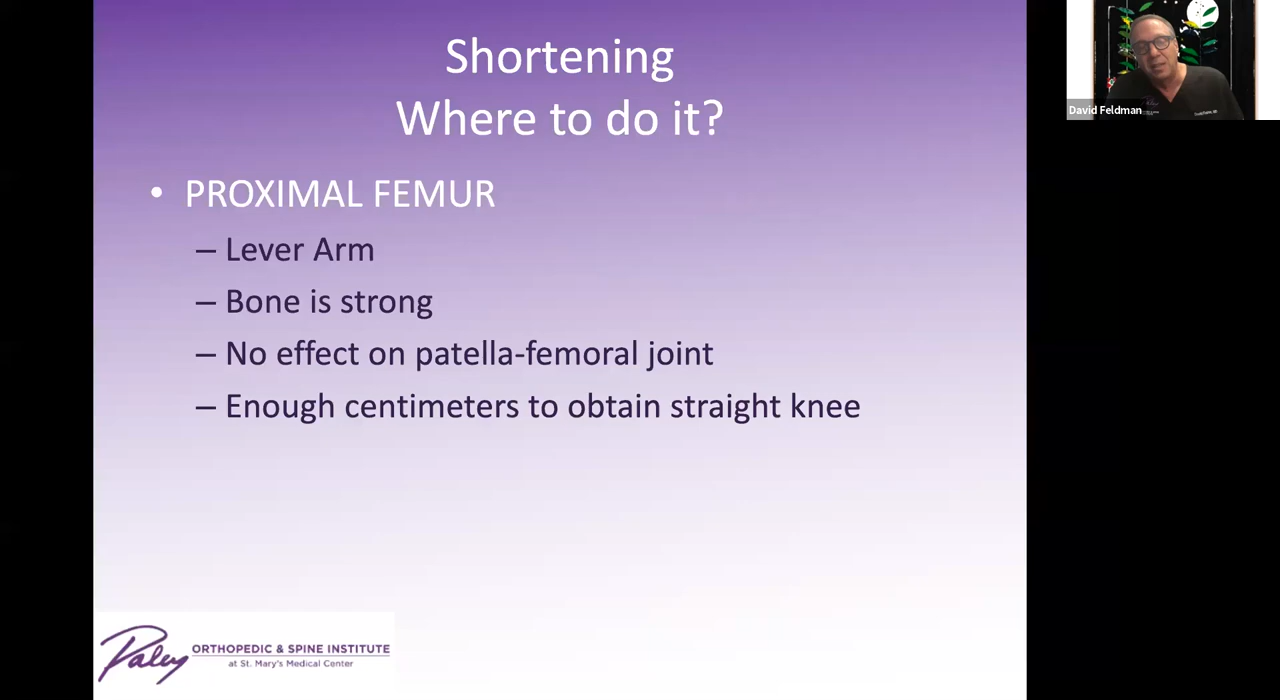 Shortening
Where to do it?
• PROXIMAL FEMUR
– Lever Arm
– Bone is strong
– No effect on patella-femoral joint
– Enough centimeters to obtain straight knee
Paley
ORTHOPEDIC & SPINE INSTITUTE
at St. Mary's Medical Center
David Feldman